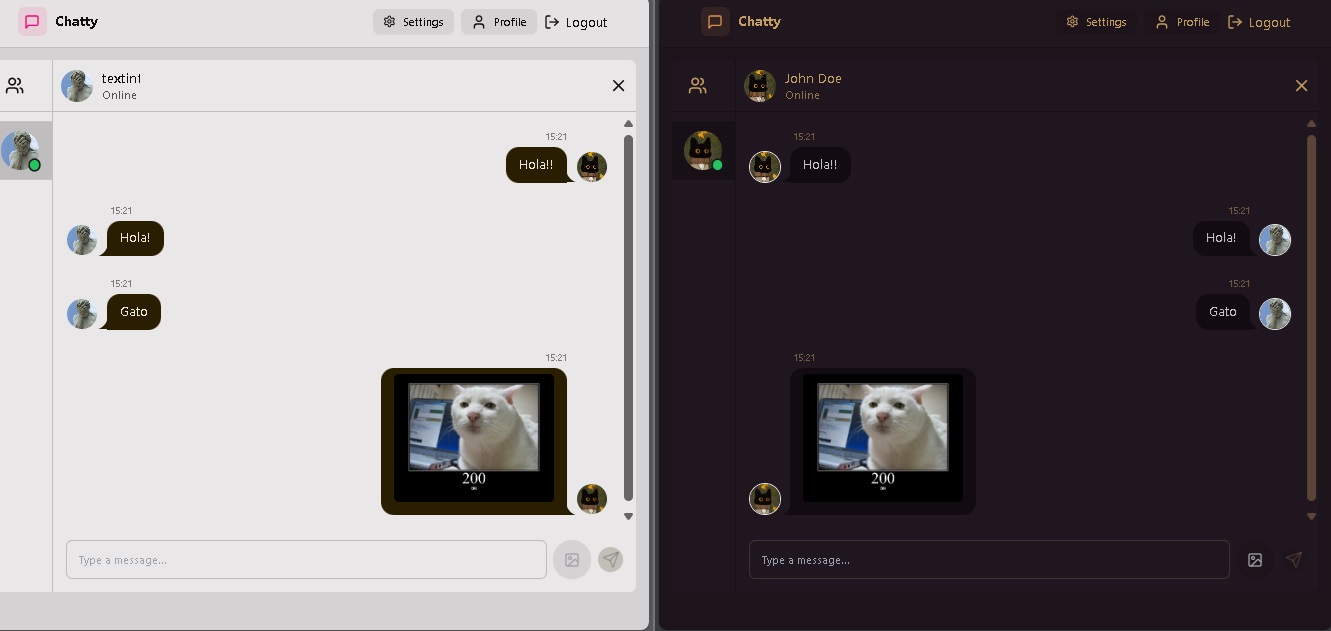 Chatty
Settings
Profile
Logout
textint
Online
15:21
Hola!!
15:21
Hola!
15:21
Gato
15:21
200
Type a message...
Chatty
Settings
Profile
Logout
John Doe
Online
15:21
Hola!!
15:21
Hola!
15:21
Gato
15:21
200
Type a message...